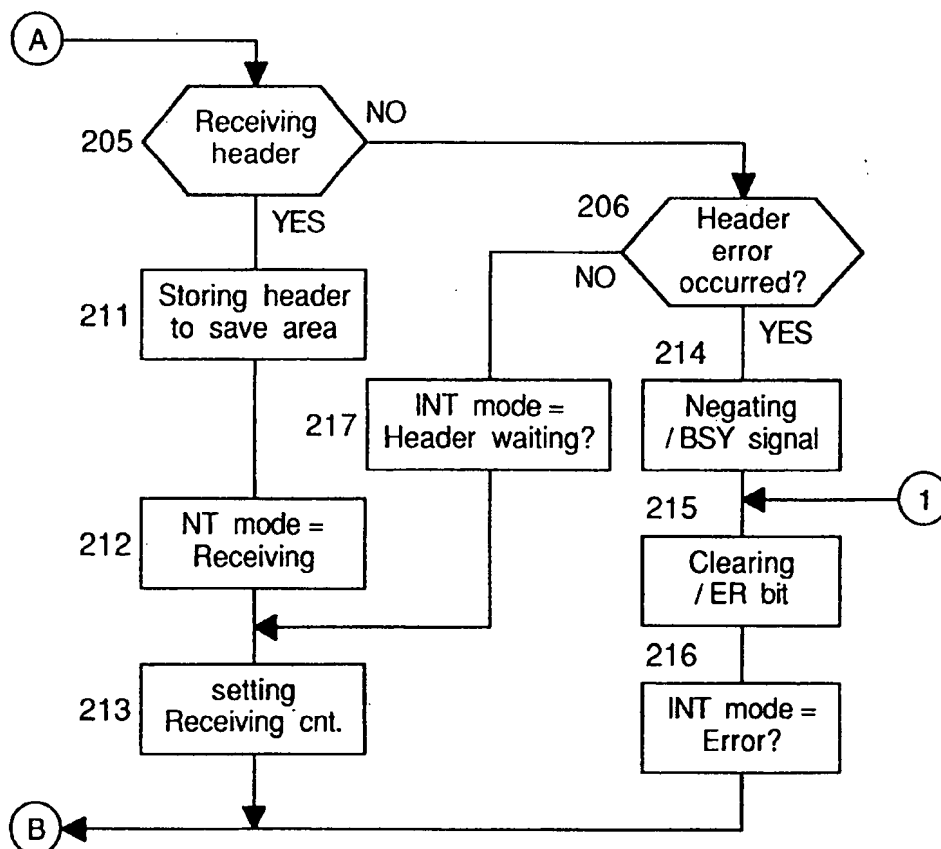 A
205
Receiving
header
NO
YES
206
Header
error
occurred?
NO
YES
211
Storing header
to save area
214
217
INT mode =
Header waiting?
Negating
/ BSY signal
1
215
212
NT mode =
Receiving
Clearing
/ ER bit
216
213
setting
Receiving cnt.
INT mode =
Error?
B